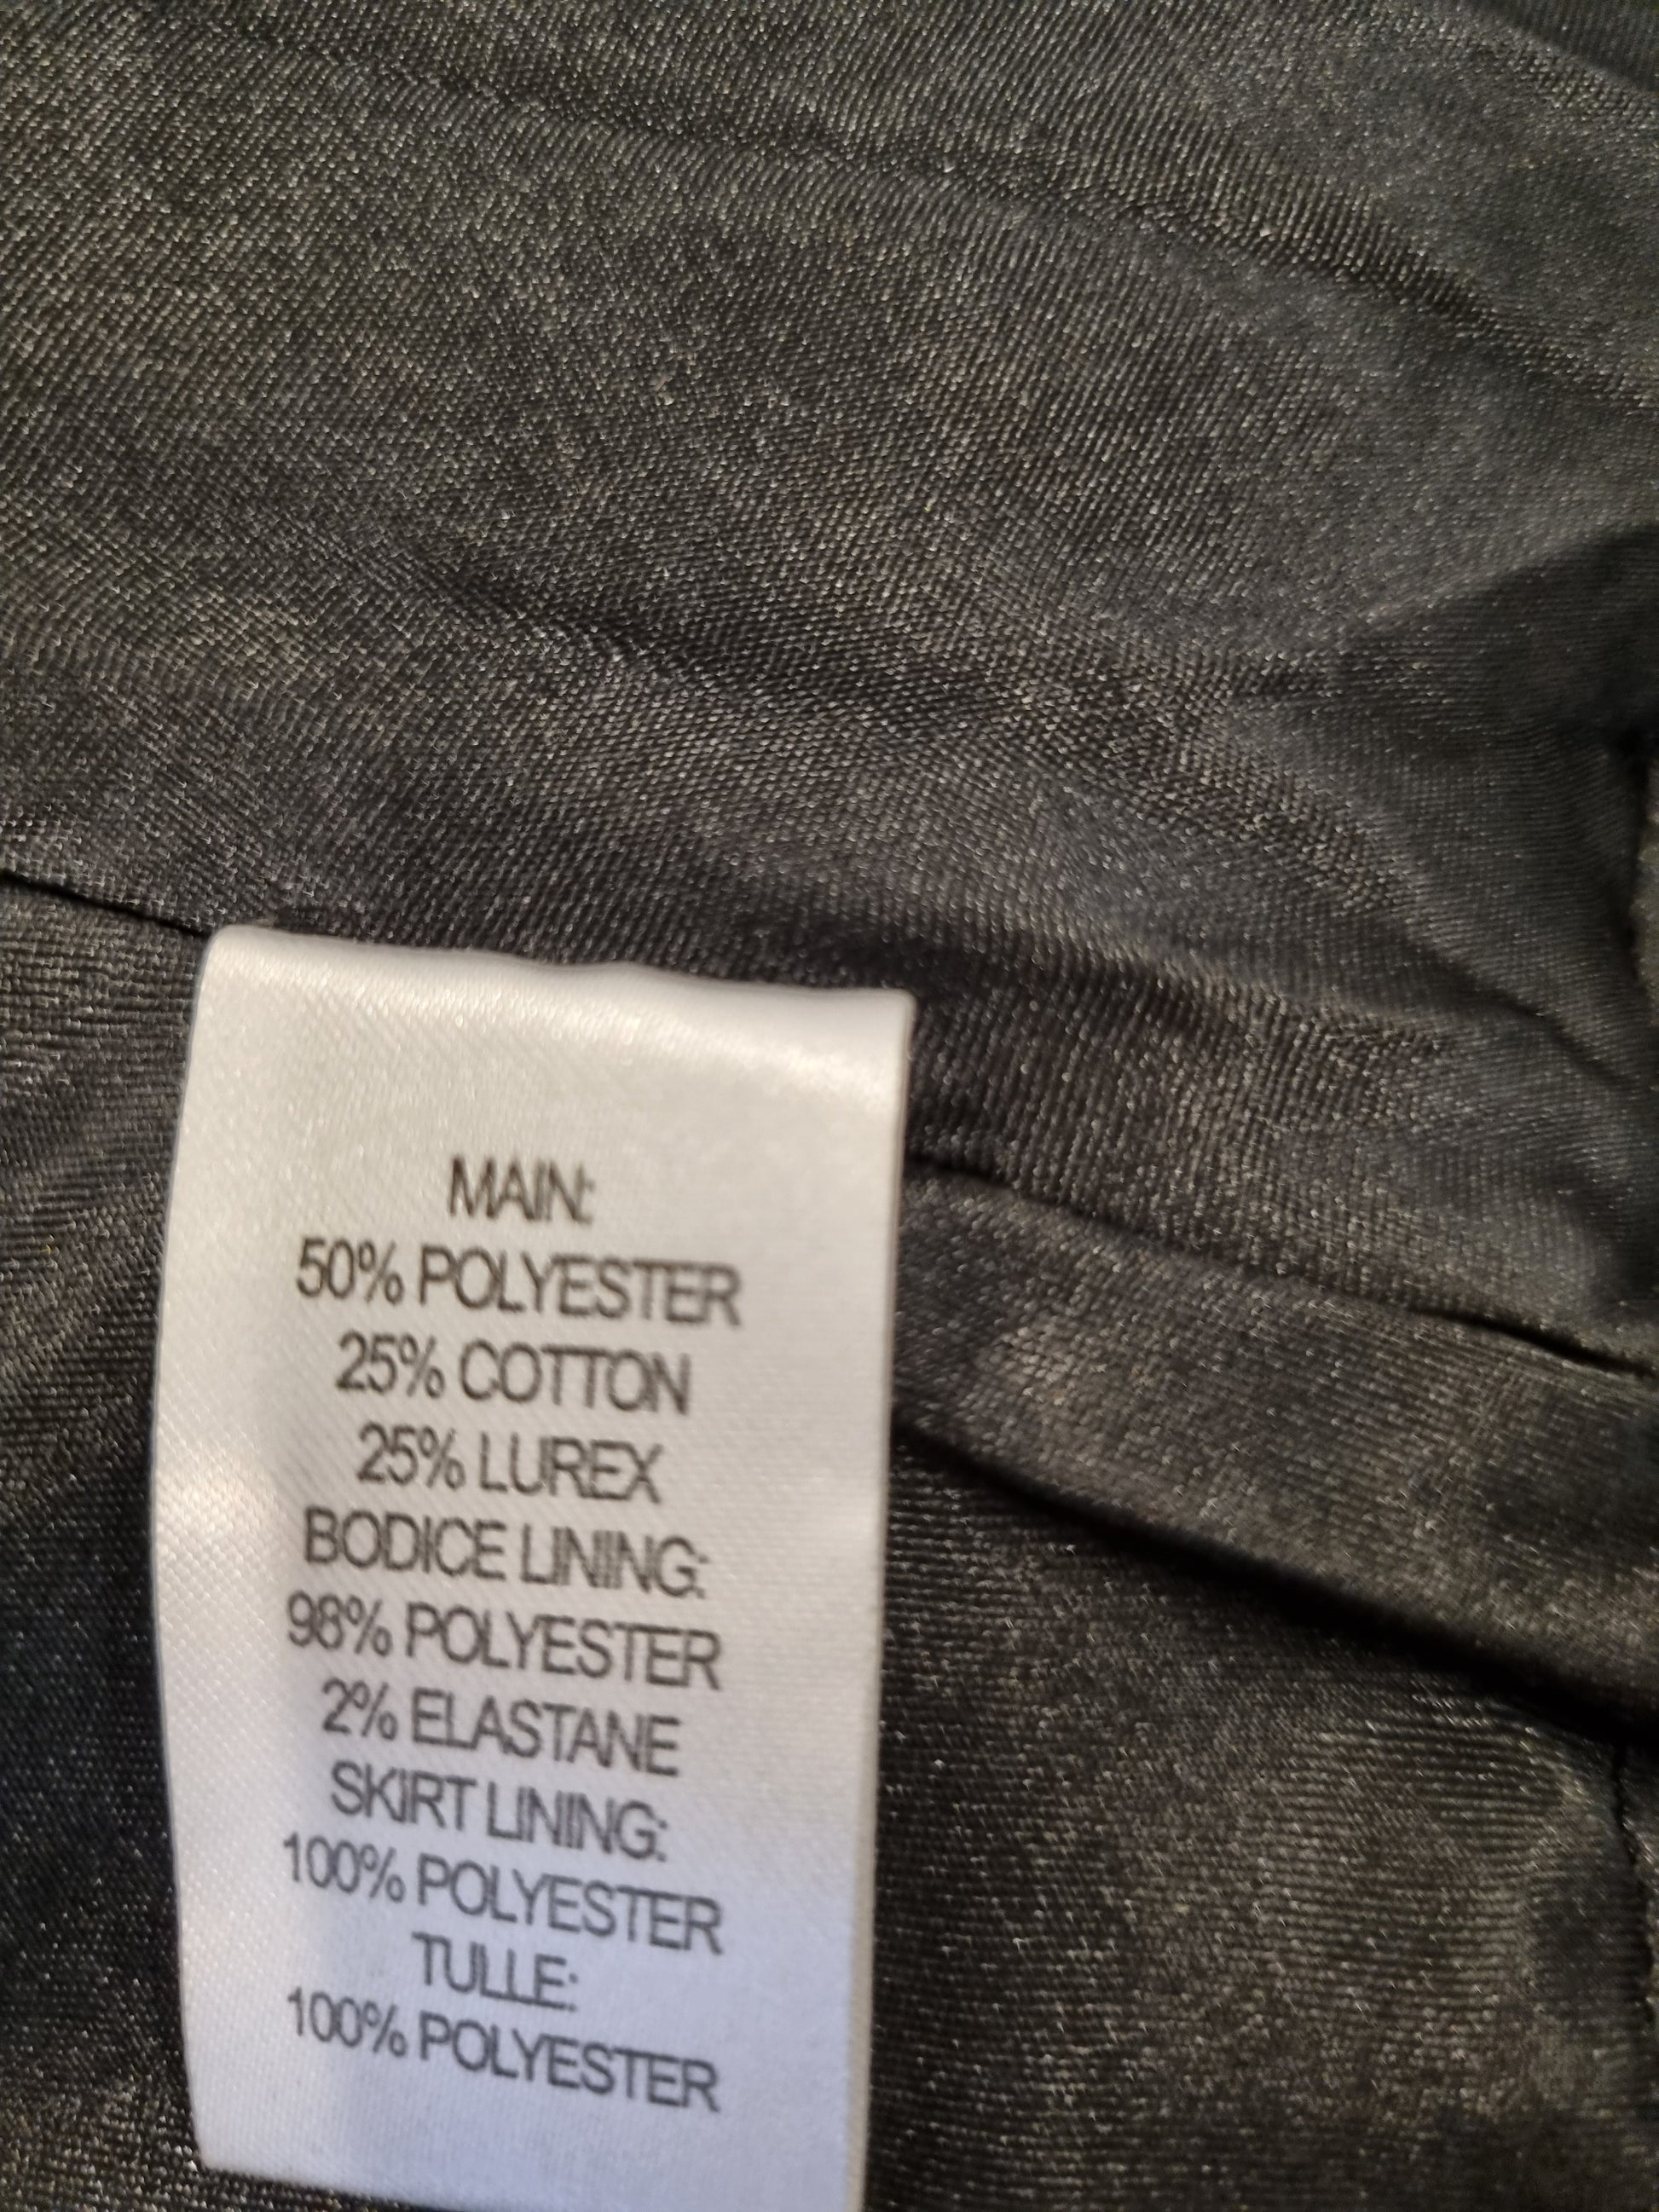 MAIN:
50% POLYESTER
25% COTTON
25% LUREX
BODICE LINING:
98% POLYESTER
2% ELASTANE
SKIRT LINING:
100% POLYESTER
TULLE:
100% POLYESTER